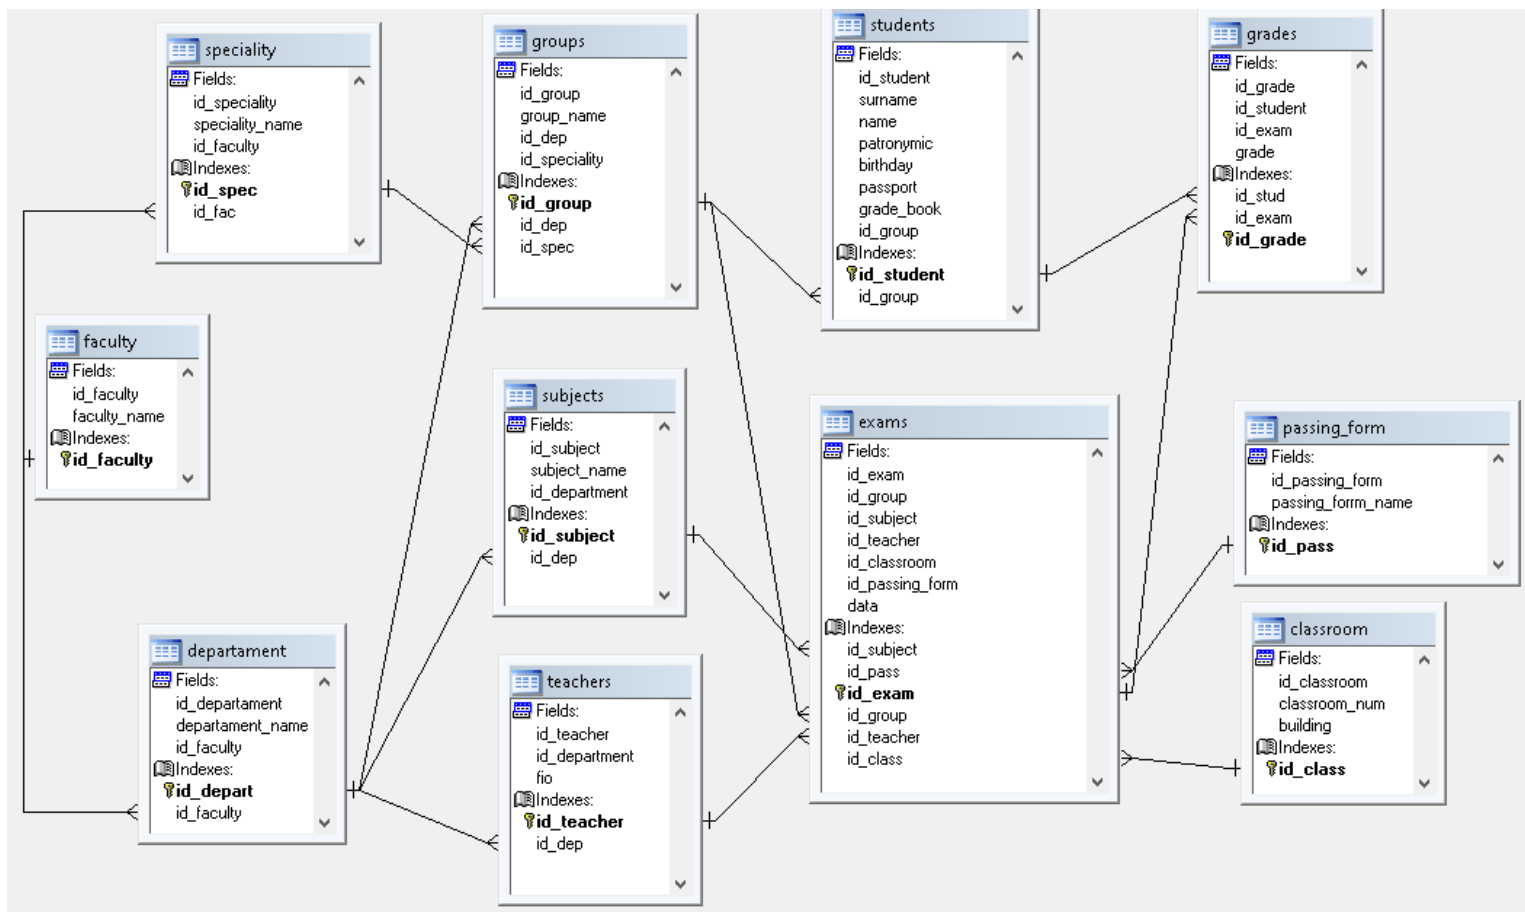 speciality
Fields:
id_speciality
speciality_name
id_faculty
Indexes:
id_spec
id_fac
groups
Fields:
id_group
group_name
id_dep
id_speciality
Indexes:
id_group
id_dep
id_spec
students
Fields:
id_student
surname
name
patronymic
birthday
passport
grade_book
id_group
Indexes:
id_student
id_group
grades
Fields:
id_grade
id_student
id_exam
grade
Indexes:
id_stud
id_exam
id_grade
faculty
Fields:
id_faculty
faculty_name
Indexes:
id_faculty
subjects
Fields:
id_subject
subject_name
id_department
Indexes:
id_subject
id_dep
exams
Fields:
id_exam
id_group
id_subject
id_teacher
id_classroom
id_passing_form
data
Indexes:
id_subject
id_pass
id_exam
id_group
id_teacher
id_class
passing_form
Fields:
id_passing_form
passing_forrm_name
Indexes:
id_pass
departament
Fields:
id_departament
departament_name
id_faculty
Indexes:
id_depart
id_faculty
teachers
Fields:
id_teacher
id_department
fio
Indexes:
id_teacher
id_dep
classroom
Fields:
id_classroom
classroom_num
building
Indexes:
id_class